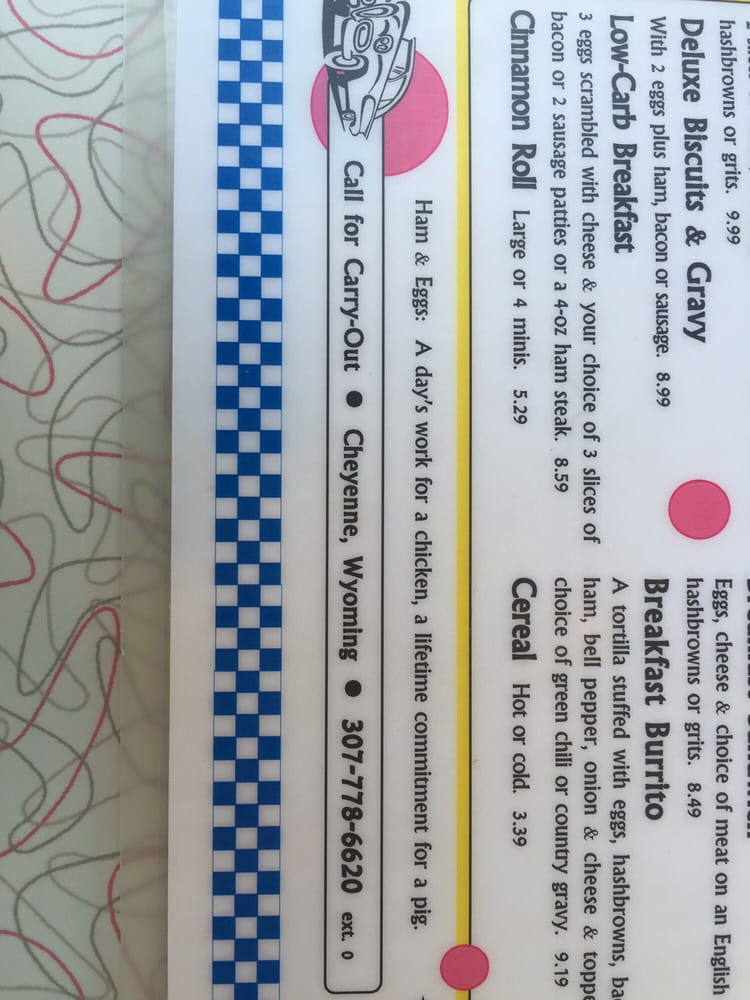 hashbrowns or grits. 9.99
Deluxe Biscuits & Gravy
With 2 eggs plus ham, bacon or sausage. 8.99
Low-Carb Breakfast
3 eggs scrambled with cheese & your choice of 3 slices of
bacon or 2 sausage patties or a 4-oz ham steak. 8.59
Cinnamon Roll Large or 4 minis. 5.29
Eggs, cheese & choice of meat on an English
hashbrowns or grits. 8.49
Breakfast Burrito
A tortilla stuffed with eggs, hashbrowns,
ham, bell pepper, onion & cheese &
choice of green chili or country gravy. 9.19
Cereal Hot or cold. 3.39
Ham & Eggs: A day's work for a chicken, a lifetime commitment for a pig.
Call for Carry-Out ● Cheyenne, Wyoming ● 307-778-6620 ext. 0